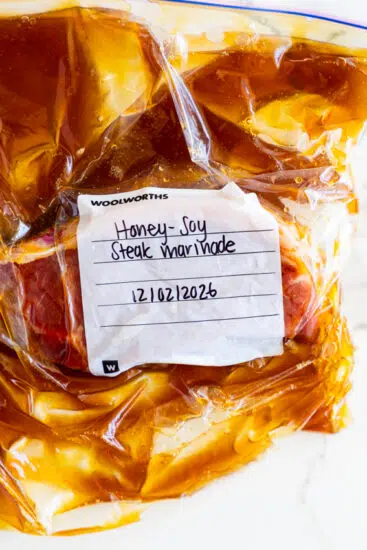 WOOLWORTHS
Honey-Soy
Steak marinade
12/02/2026
W